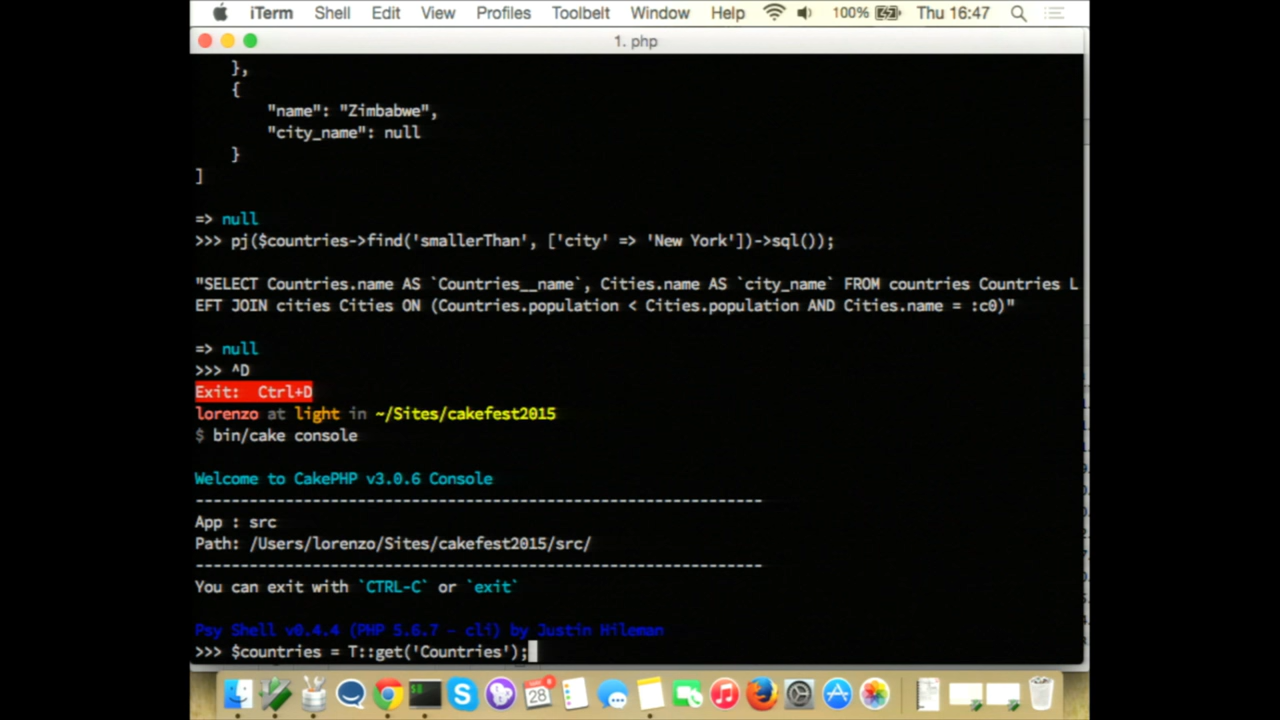 iTerm Shell Edit View Profiles Toolbelt Window Help 100% Thu 16:47
1. php
},
{
"name": "Zimbabwe",
"city_name": null
}
]
=> null
>>> pj($countries->find('smallerThan', ['city' => 'New York'])->sql());
"SELECT Countries.name AS `Countries__name`, Cities.name AS `city_name` FROM countries Countries L
EFT JOIN cities Cities ON (Countries.population < Cities.population AND Cities.name = :c0)"
=> null
>>> ^D
Exit:  Ctrl+D
lorenzo at light in ~/Sites/cakefest2015
$ bin/cake console
Welcome to CakePHP v3.0.6 Console
---------------------------------------------------------------
App : src
Path: /Users/lorenzo/Sites/cakefest2015/src/
---------------------------------------------------------------
You can exit with `CTRL-C` or `exit`
Psy Shell v0.4.4 (PHP 5.6.7 — cli) by Justin Hileman
>>> $countries = T::get('Countries');
28